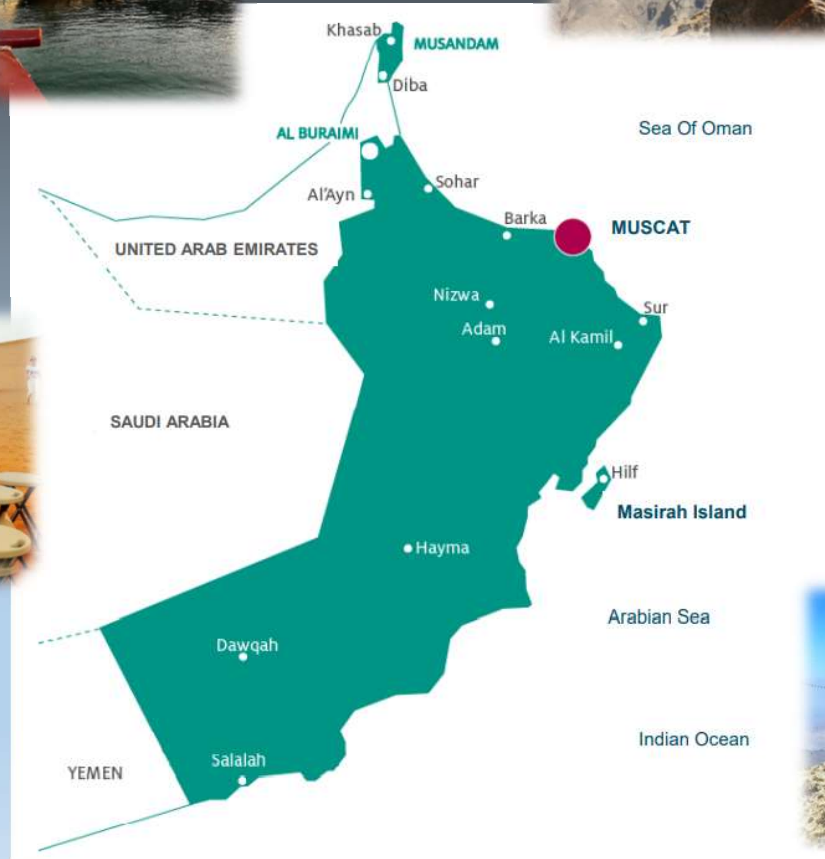 Khasab
MUSANDAM
Diba
Sea Of Oman
AL BURAIMI
Al'Ayn
Sohar
Barka
MUSCAT
UNITED ARAB EMIRATES
Nizwa
Sur
Adam
Al Kamil
SAUDI ARABIA
Hilf
Masirah Island
Hayma
Arabian Sea
Dawqah
Indian Ocean
Salalah
YEMEN